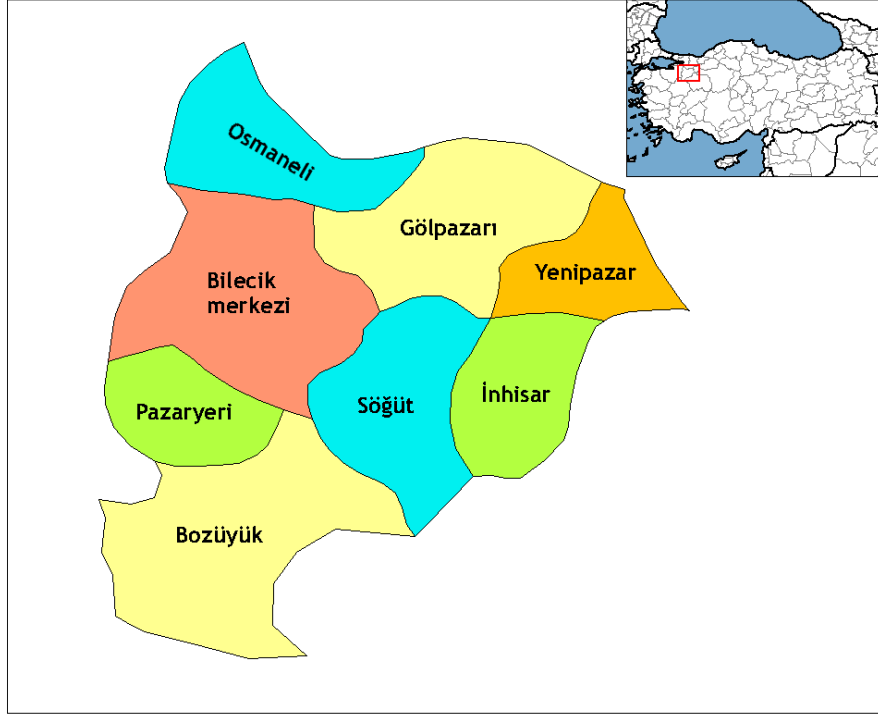 Osmaneli
Gölpazarı
Yenipazar
Bilecik
merkezi
İnhisar
Söğüt
Pazaryeri
Bozüyük